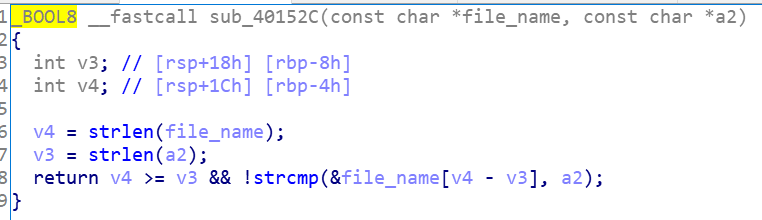 1 _BOOL8 __fastcall sub_40152C(const char *file_name, const char *a2)
2 {
3 int v3; // [rsp+18h] [rbp-8h]
4 int v4; // [rsp+1Ch] [rbp-4h]
5
6 v4 = strlen(file_name);
7 v3 = strlen(a2);
8 return v4 >= v3 && !strcmp(&file_name[v4 - v3], a2);
9 }